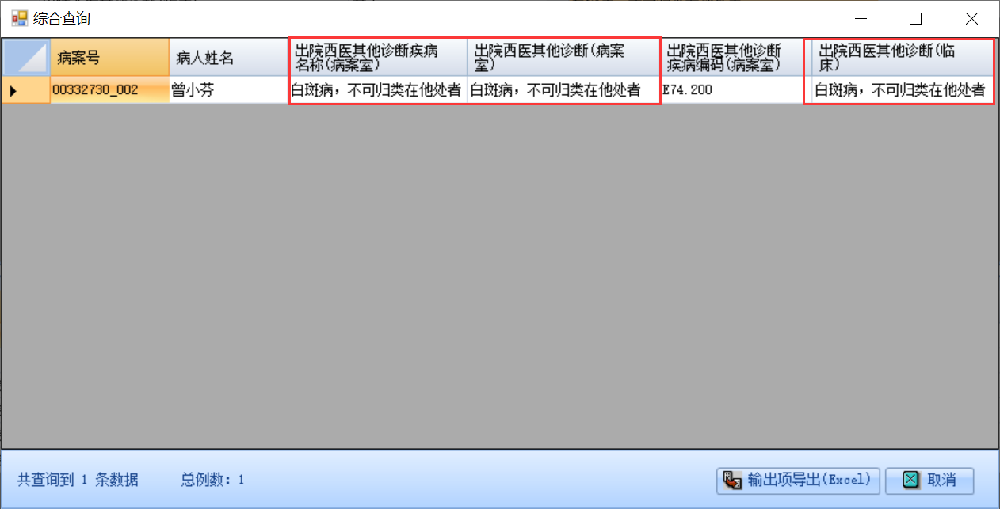 综合查询
病案号
病人姓名
出院西医其他诊断疾病
名称(病案室)
出院西医其他诊断(病案
室)
出院西医其他诊断
疾病编码(病案室)
出院西医其他诊断(临
床)
00332730_002
曾小芬
白斑病，不可归类在他处者
白斑病，不可归类在他处者
E74.200
白斑病，不可归类在他处者
共查询到 1 条数据
总例数: 1
输出项导出(Excel)
取消